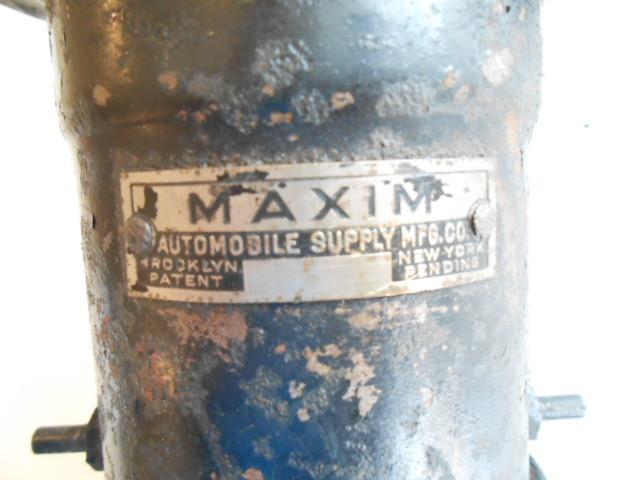 MAXIM
AUTOMOBILE SUPPLY MFG. CO.
BROOKLYN NEW YORK
PATENT PENDING